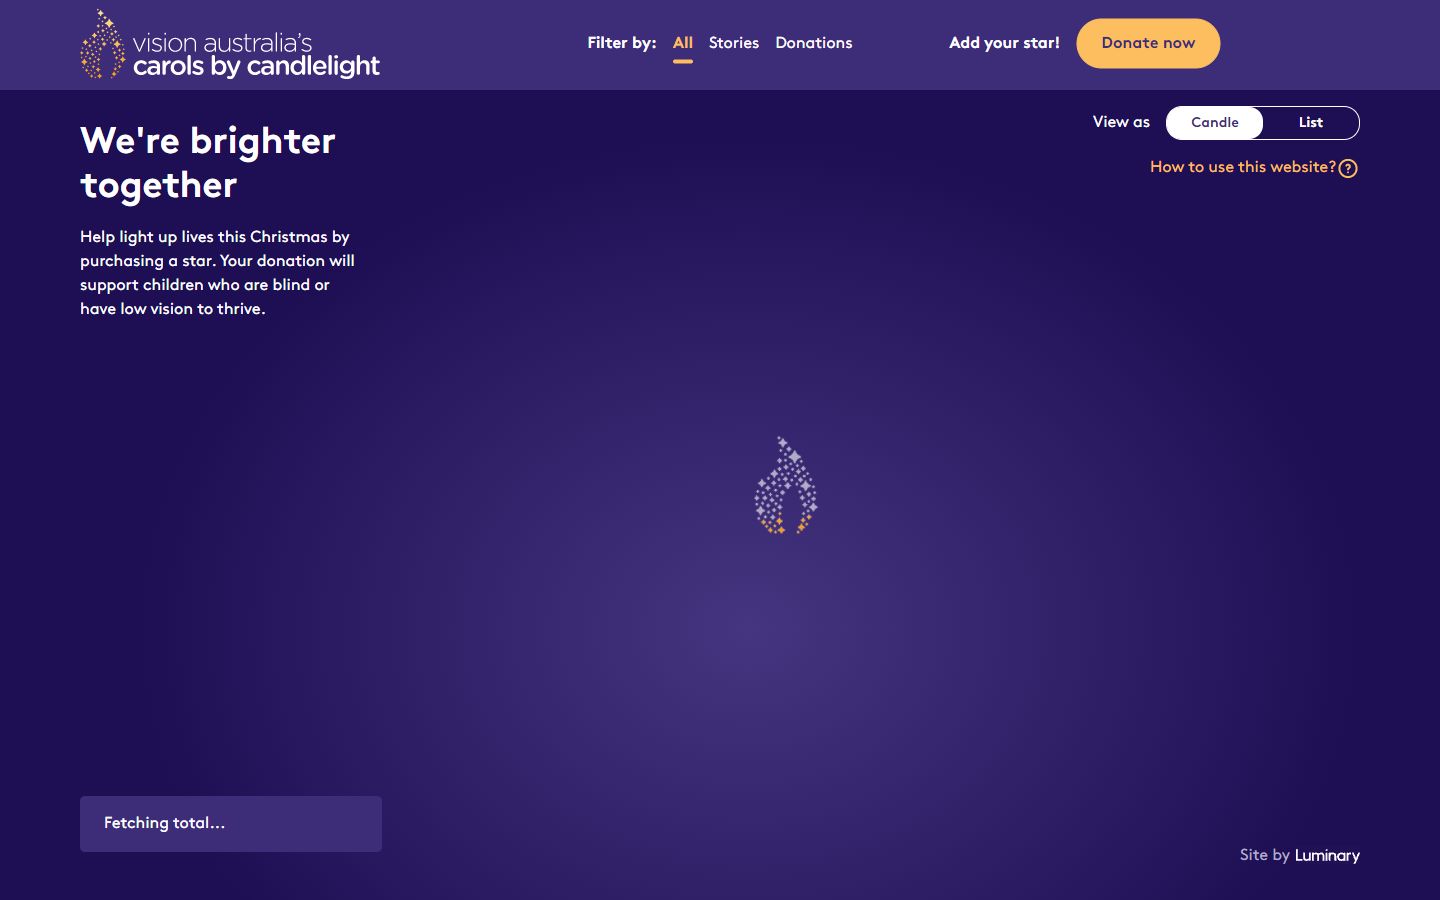 vision australia's
carols by candlelight
Filter by: All Stories Donations
Add your star! Donate now
We're brighter
together
Help light up lives this Christmas by
purchasing a star. Your donation will
support children who are blind or
have low vision to thrive.
View as Candle List
How to use this website? ?
Fetching total...
Site by Luminary